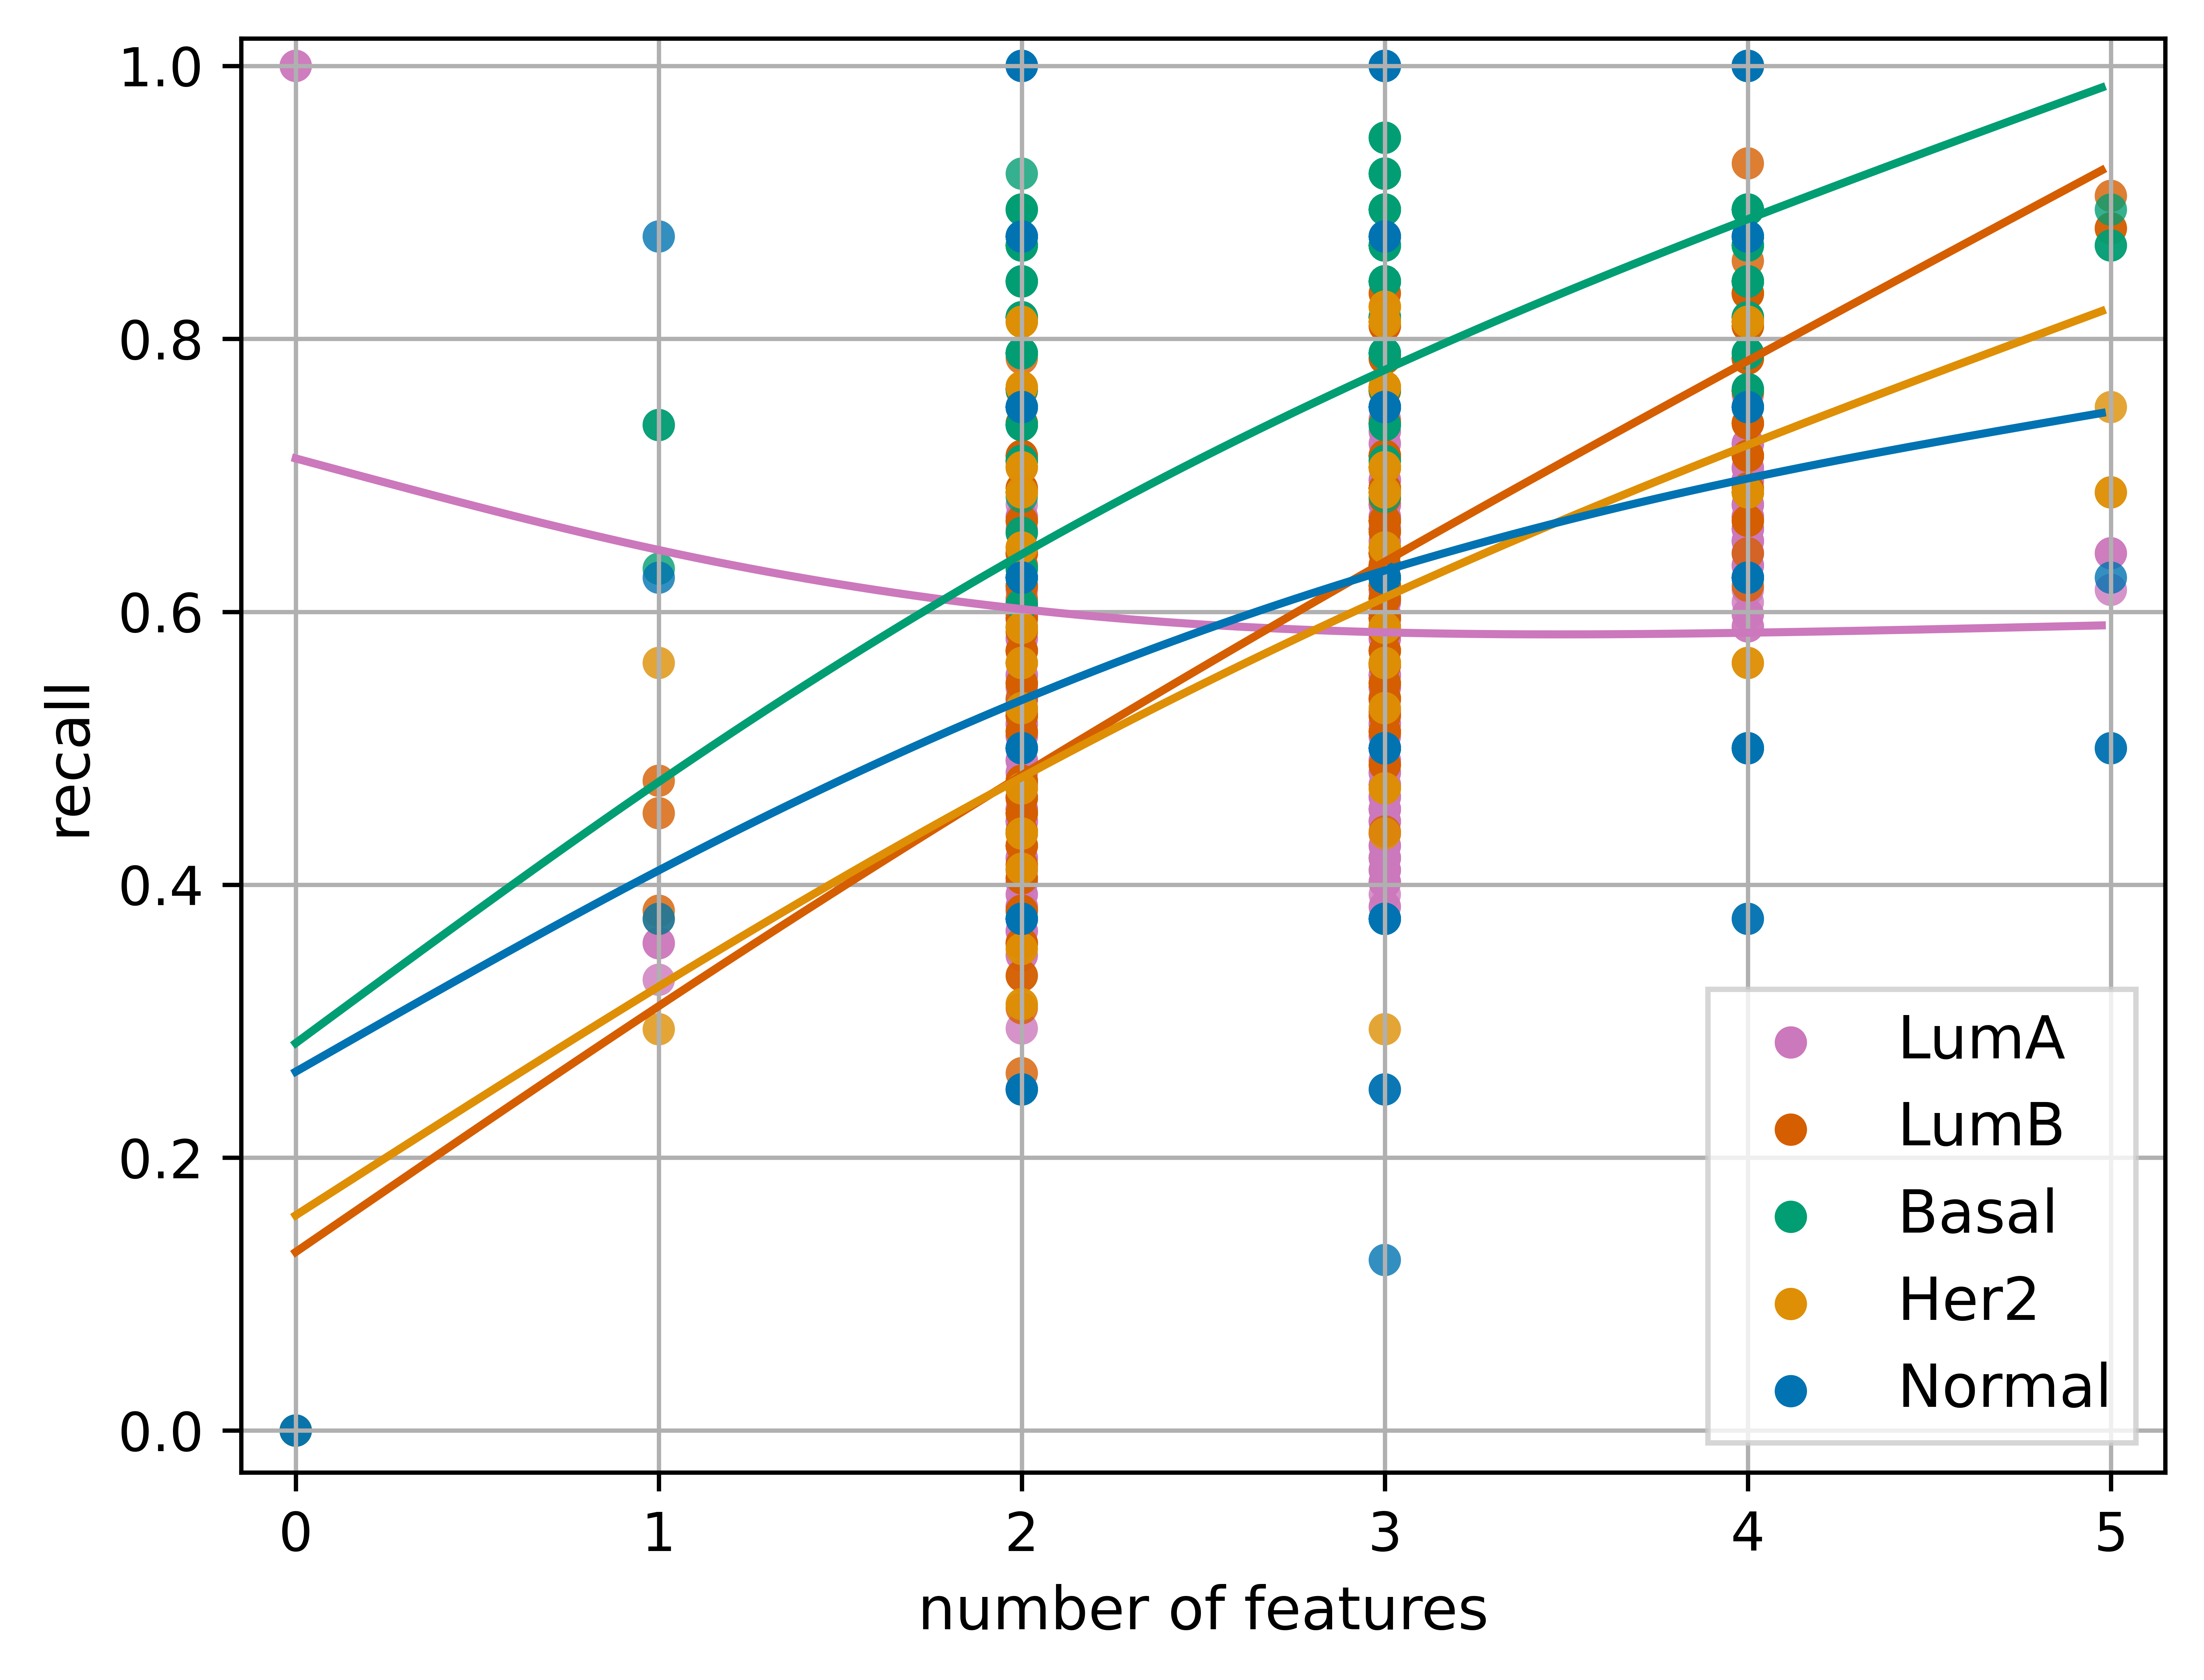 1.0
0.8
0.6
0.4
0.2
0.0
recall
LumA
LumB
Basal
Her2
Normal
0 1 2 3 4 5
number of features